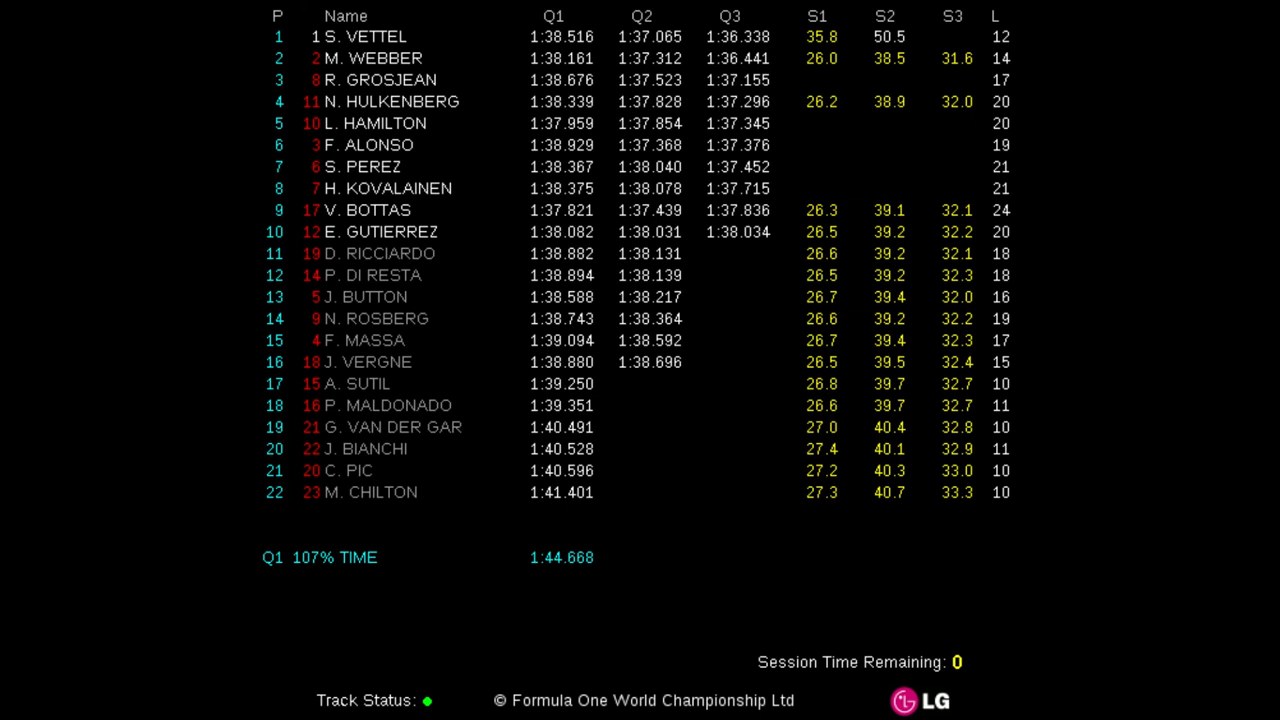 P Name Q1 Q2 Q3 S1 S2 S3 L
1 1 S. VETTEL 1:38.516 1:37.065 1:36.338 35.8 50.5 12
2 2 M. WEBBER 1:38.161 1:37.312 1:36.441 26.0 38.5 31.6 14
3 8 R. GROSJEAN 1:38.676 1:37.523 1:37.155 17
4 11 N. HULKENBERG 1:38.339 1:37.828 1:37.296 26.2 38.9 32.0 20
5 10 L. HAMILTON 1:37.959 1:37.854 1:37.345 20
6 3 F. ALONSO 1:38.929 1:37.368 1:37.376 19
7 6 S. PEREZ 1:38.367 1:38.040 1:37.452 21
8 7 H. KOVALAINEN 1:38.375 1:38.078 1:37.715 21
9 17 V. BOTTAS 1:37.821 1:37.439 1:37.836 26.3 39.1 32.1 24
10 12 E. GUTIERREZ 1:38.082 1:38.031 1:38.034 26.5 39.2 32.2 20
11 19 D. RICCIARDO 1:38.882 1:38.131 26.6 39.2 32.1 18
12 14 P. DI RESTA 1:38.894 1:38.139 26.5 39.2 32.3 18
13 5 J. BUTTON 1:38.588 1:38.217 26.7 39.4 32.0 16
14 9 N. ROSBERG 1:38.743 1:38.364 26.6 39.2 32.2 19
15 4 F. MASSA 1:39.094 1:38.592 26.7 39.4 32.3 17
16 18 J. VERGNE 1:38.880 1:38.696 26.5 39.5 32.4 15
17 15 A. SUTIL 1:39.250 26.8 39.7 32.7 10
18 16 P. MALDONADO 1:39.351 26.6 39.7 32.7 11
19 21 G. VAN DER GAR 1:40.491 27.0 40.4 32.8 10
20 22 J. BIANCHI 1:40.528 27.4 40.1 32.9 11
21 20 C. PIC 1:40.596 27.2 40.3 33.0 10
22 23 M. CHILTON 1:41.401 27.3 40.7 33.3 10
Q1 107% TIME 1:44.668
Session Time Remaining: 0
Track Status: © Formula One World Championship Ltd LG